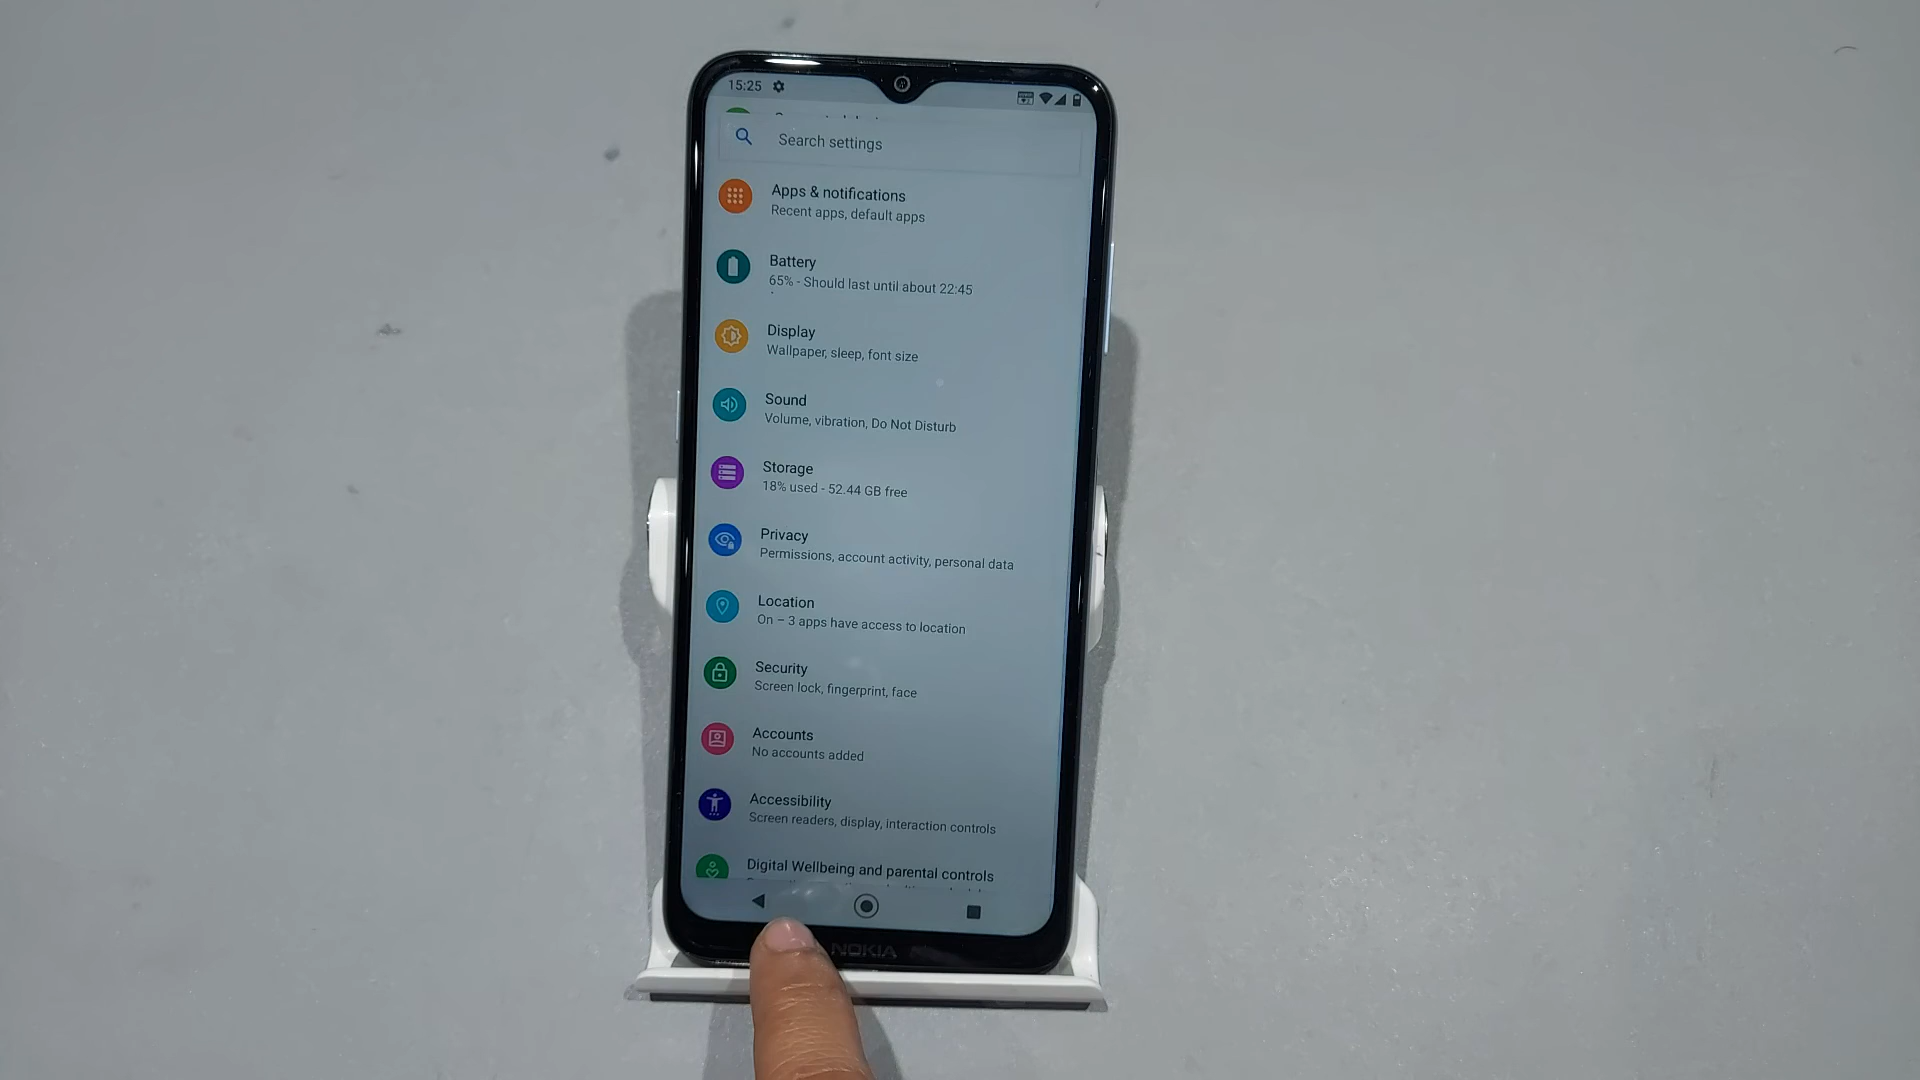 15:25
Search settings
Apps & notifications
Recent apps, default apps
Battery
65% - Should last until about 22:45
Display
Wallpaper, sleep, font size
Sound
Volume, vibration, Do Not Disturb
Storage
18% used - 52.44 GB free
Privacy
Permissions, account activity, personal data
Location
On – 3 apps have access to location
Security
Screen lock, fingerprint, face
Accounts
No accounts added
Accessibility
Screen readers, display, interaction controls
Digital Wellbeing and parental controls
NOKIA